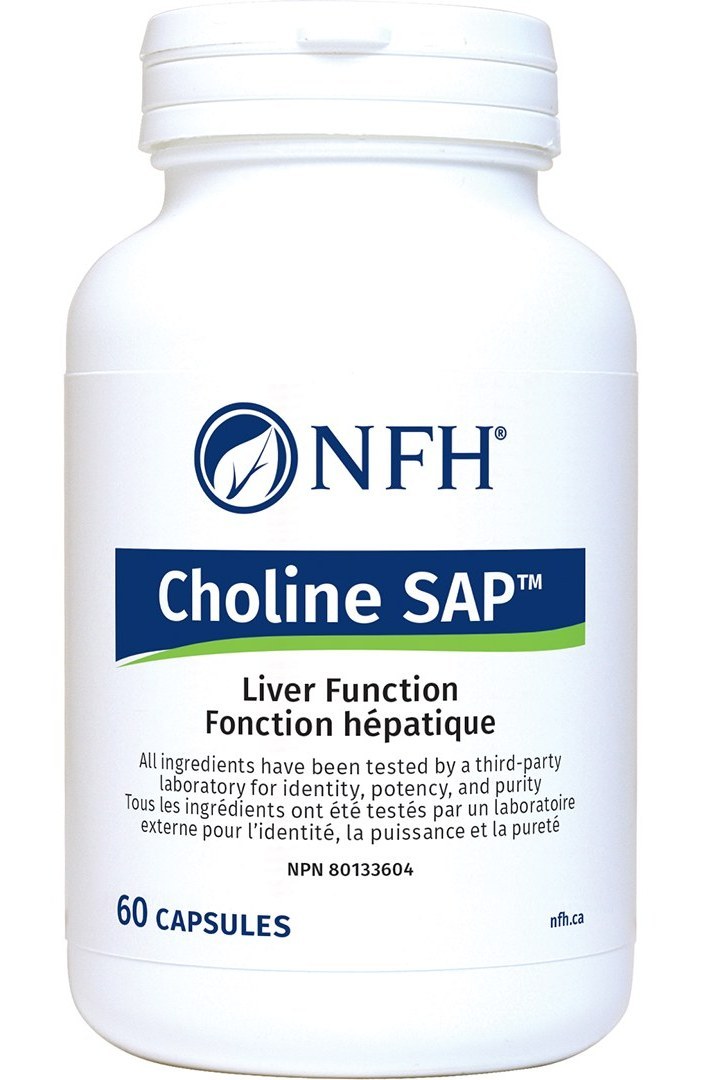 NFH®
Choline SAP™
Liver Function
Fonction hépatique
All ingredients have been tested by a third-party
laboratory for identity, potency, and purity
Tous les ingrédients ont été testés par un laboratoire
externe pour l'identité, la puissance et la pureté
NPN 80133604
60 CAPSULES
nfh.ca